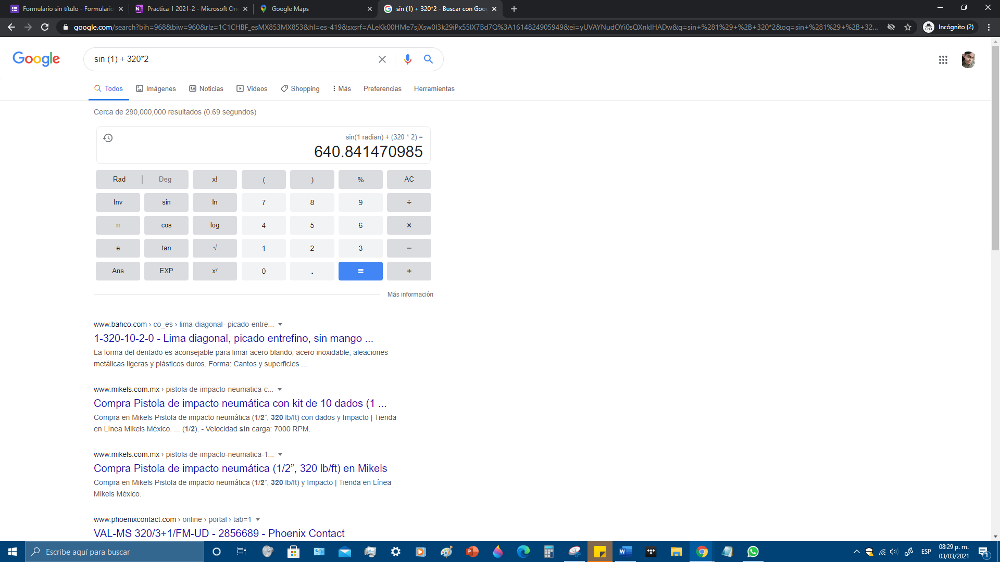 Formulario sin título - Formulario
Practica 1 2021-2 - Microsoft On
Google Maps
sin (1) + 320*2 - Buscar con Goo
google.com/search?bih=968&biw=960&rlz=1C1CHBF_esMX853MX853&hl=es-419&sxsrf=ALeKk00HMe7sjXsw0I3k29iPx55lX7Bd7Q%3A1614824905949&ei=yUVAYNudOYi0sQXnkIHADw&q=sin+%281%29+%2B+320*2&oq=sin+%281%29+%2B+32...
Incógnito (2)
Google
sin (1) + 320*2
Todos
Imágenes
Noticias
Videos
Shopping
Más
Preferencias
Herramientas
Cerca de 290,000,000 resultados (0.69 segundos)
sin(1 radian) + (320 * 2) =
640.841470985
Rad | Deg x! ( ) % AC
Inv sin ln 7 8 9 ÷
π cos log 4 5 6 ×
e tan √ 1 2 3 −
Ans EXP xʸ 0 . = +
Más información
www.bahco.com › co_es › lima-diagonal--picado-entre...
1-320-10-2-0 - Lima diagonal, picado entrefino, sin mango ...
La forma del dentado es aconsejable para limar acero blando, acero inoxidable, aleaciones
metálicas ligeras y plásticos duros. Forma: Cantos y superficies ...
www.mikels.com.mx › pistola-de-impacto-neumatica-c...
Compra Pistola de impacto neumática con kit de 10 dados (1 ...
Compra en Mikels Pistola de impacto neumática (1/2”, 320 lb/ft) con dados y Impacto | Tienda
en Línea Mikels México. ... (1/2). - Velocidad sin carga: 7000 RPM.
www.mikels.com.mx › pistola-de-impacto-neumatica-1...
Compra Pistola de impacto neumática (1/2”, 320 lb/ft) en Mikels
Compra en Mikels Pistola de impacto neumática (1/2”, 320 lb/ft) y Impacto | Tienda en Línea
Mikels México.
www.phoenixcontact.com › online › portal › tab=1
VAL-MS 320/3+1/FM-UD - 2856689 - Phoenix Contact
Escribe aquí para buscar
ESP
08:29 p. m.
03/03/2021
1